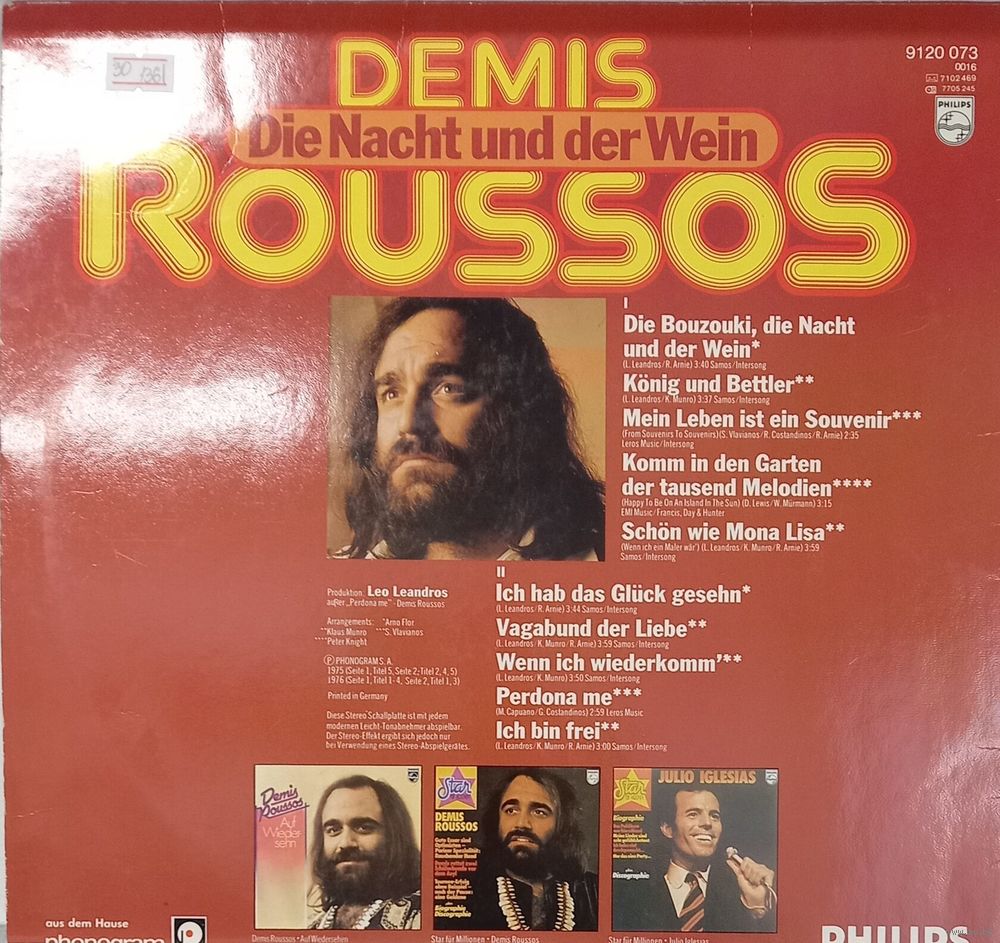 30 1361
DEMIS
Die Nacht und der Wein
ROUSSOS
9120 073
0016
7102 469
7705 245
PHILIPS
I
Die Bouzouki, die Nacht
und der Wein*
(L. Leandros/R. Arnie) 3:40 Samos/Intersong
König und Bettler**
(L. Leandros/K. Munro) 3:37 Samos/Intersong
Mein Leben ist ein Souvenir***
(From Souvenirs To Souvenirs)(S. Vlavianos/R. Costandinos/R. Arnie) 2:35
Leros Music/Intersong
Komm in den Garten
der tausend Melodien****
(Happy To Be On An Island In The Sun) (D. Lewis/W. Mürmann) 3:15
EMI Music/Francis, Day & Hunter
Schön wie Mona Lisa**
(Wenn ich ein Maler wär') (L. Leandros/K. Munro/R. Arnie) 3:59
Samos/Intersong
II
Ich hab das Glück gesehn*
(L. Leandros/R. Arnie) 3:44 Samos/Intersong
Vagabund der Liebe**
(L. Leandros/K. Munro/R. Arnie) 3:59 Samos/Intersong
Wenn ich wiederkomm'**
(L. Leandros/K. Munro) 3:50 Samos/Intersong
Perdona me***
(M. Capuano/G. Costandinos) 2:59 Leros Music
Ich bin frei**
(L. Leandros/K. Munro/R. Arnie) 3:00 Samos/Intersong
Produktion: Leo Leandros
außer „Perdona me" - Demis Roussos
Arrangements: *Arno Flor
**Klaus Munro ***S. Vlavianos
****Peter Knight
Ⓟ PHONOGRAM S.A.
1975 (Seite 1, Titel 5, Seite 2; Titel 2, 4, 5)
1976 (Seite 1, Titel 1-4, Seite 2, Titel 1, 3)
Printed in Germany
Diese Stereo-Schallplatte ist mit jedem
modernen Leicht-Tonabnehmer abspielbar.
Der Stereo-Effekt ergibt sich jedoch nur
bei Verwendung eines Stereo-Abspielgerätes.
Demis
Roussos
Auf
Wieder-
sehn
Star
DEMIS
ROUSSOS
Gute Esser sind
Optimisten -
Biographie
Discographie
Star
JULIO IGLESIAS
Biographie
Discographie
aus dem Hause
phonogram
Demis Roussos • Auf Wiedersehen
Star für Millionen • Demis Roussos
Star für Millionen • Julio Iglesias
PHILIPS